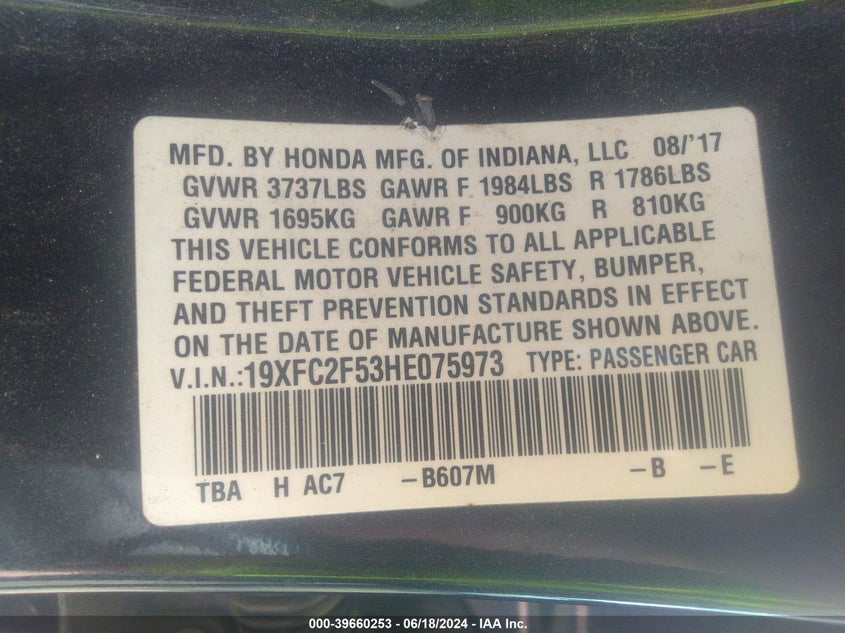 MFD. BY HONDA MFG. OF INDIANA, LLC 08/'17
GVWR 3737LBS GAWR F 1984LBS R 1786LBS
GVWR 1695KG GAWR F 900KG R 810KG
THIS VEHICLE CONFORMS TO ALL APPLICABLE
FEDERAL MOTOR VEHICLE SAFETY, BUMPER,
AND THEFT PREVENTION STANDARDS IN EFFECT
ON THE DATE OF MANUFACTURE SHOWN ABOVE.
V.I.N.:19XFC2F53HE075973 TYPE: PASSENGER CAR
TBA H AC7 –B607M –B –E
000-39660253 - 06/18/2024 - IAA Inc.